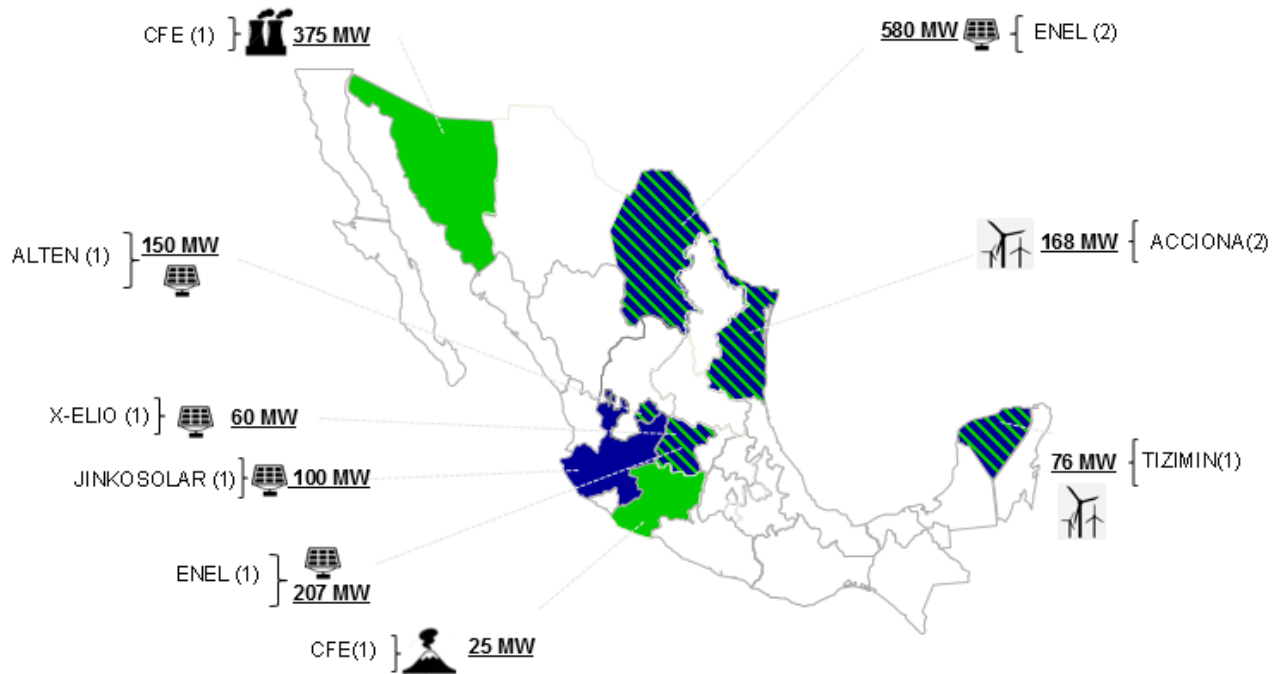 CFE (1) 375 MW
580 MW ENEL (2)
ALTEN (1) 150 MW
168 MW ACCIONA(2)
X-ELIO (1) 60 MW
JINKOSOLAR (1) 100 MW
76 MW TIZIMIN(1)
ENEL (1)
207 MW
CFE(1) 25 MW